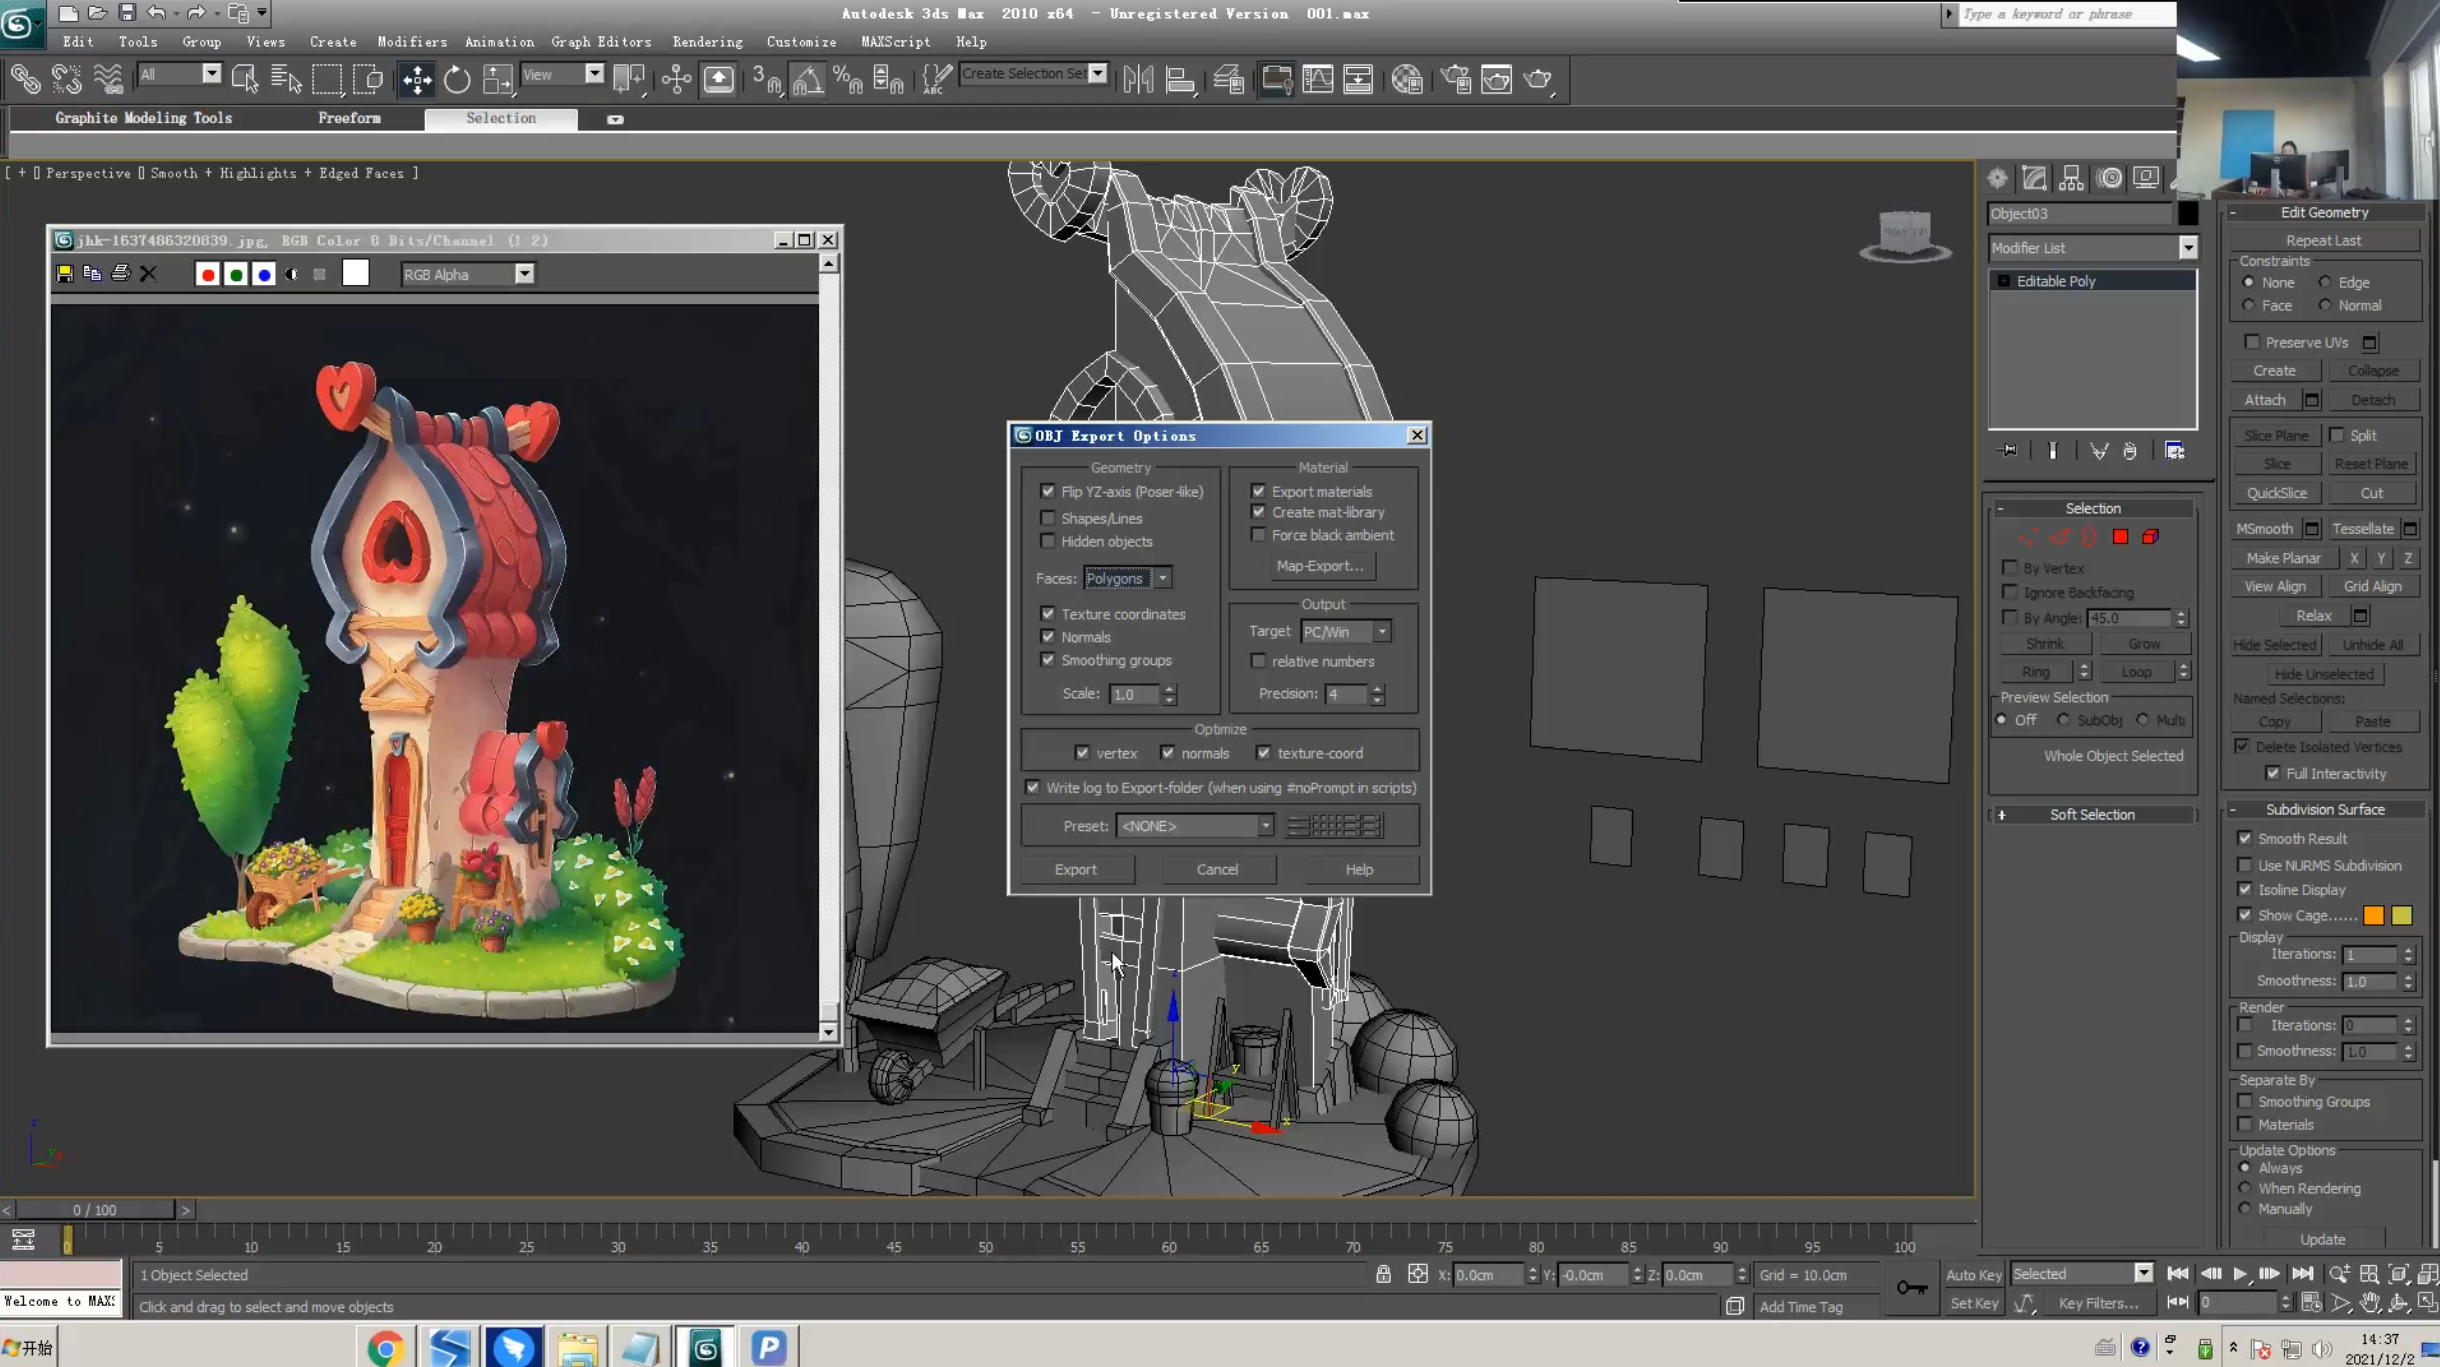 Autodesk 3ds Max 2010 x64 - Unregistered Version 001.max
Type a keyword or phrase
Edit Tools Group Views Create Modifiers Animation Graph Editors Rendering Customize MAXScript Help
All
View
3
ABC
Create Selection Set
Graphite Modeling Tools Freeform Selection
[ + [] Perspective [] Smooth + Highlights + Edged Faces ]
jhk-1637486320839.jpg, RGB Color 8 Bits/Channel (1:2)
RGB Alpha
OBJ Export Options
Geometry
Flip YZ-axis (Poser-like)
Shapes/Lines
Hidden objects
Faces: Polygons
Texture coordinates
Normals
Smoothing groups
Scale: 1.0
Material
Export materials
Create mat-library
Force black ambient
Map-Export...
Output
Target PC/Win
relative numbers
Precision: 4
Optimize
vertex normals texture-coord
Write log to Export-folder (when using #noPrompt in scripts)
Preset: <NONE>
Export Cancel Help
FRONT
z
y
x
Object03
Modifier List
Editable Poly
Selection
By Vertex
Ignore Backfacing
By Angle: 45.0
Shrink Grow
Ring Loop
Preview Selection
Off SubObj Multi
Whole Object Selected
Soft Selection
Edit Geometry
Repeat Last
Constraints
None Edge
Face Normal
Preserve UVs
Create Collapse
Attach Detach
Slice Plane Split
Slice Reset Plane
QuickSlice Cut
MSmooth Tessellate
Make Planar X Y Z
View Align Grid Align
Relax
Hide Selected Unhide All
Hide Unselected
Named Selections:
Copy Paste
Delete Isolated Vertices
Full Interactivity
Subdivision Surface
Smooth Result
Use NURMS Subdivision
Isoline Display
Show Cage......
Display
Iterations: 1
Smoothness: 1.0
Render
Iterations: 0
Smoothness: 1.0
Separate By
Smoothing Groups
Materials
Update Options
Always
When Rendering
Manually
Update
< 0 / 100 >
0 5 10 15 20 25 30 35 40 45 50 55 60 65 70 75 80 85 90 95 100
1 Object Selected
X: 0.0cm Y: -0.0cm Z: 0.0cm Grid = 10.0cm
Auto Key Selected
Welcome to MAX:
Click and drag to select and move objects
Add Time Tag
Set Key Key Filters... 0
开始
14:37
2021/12/2